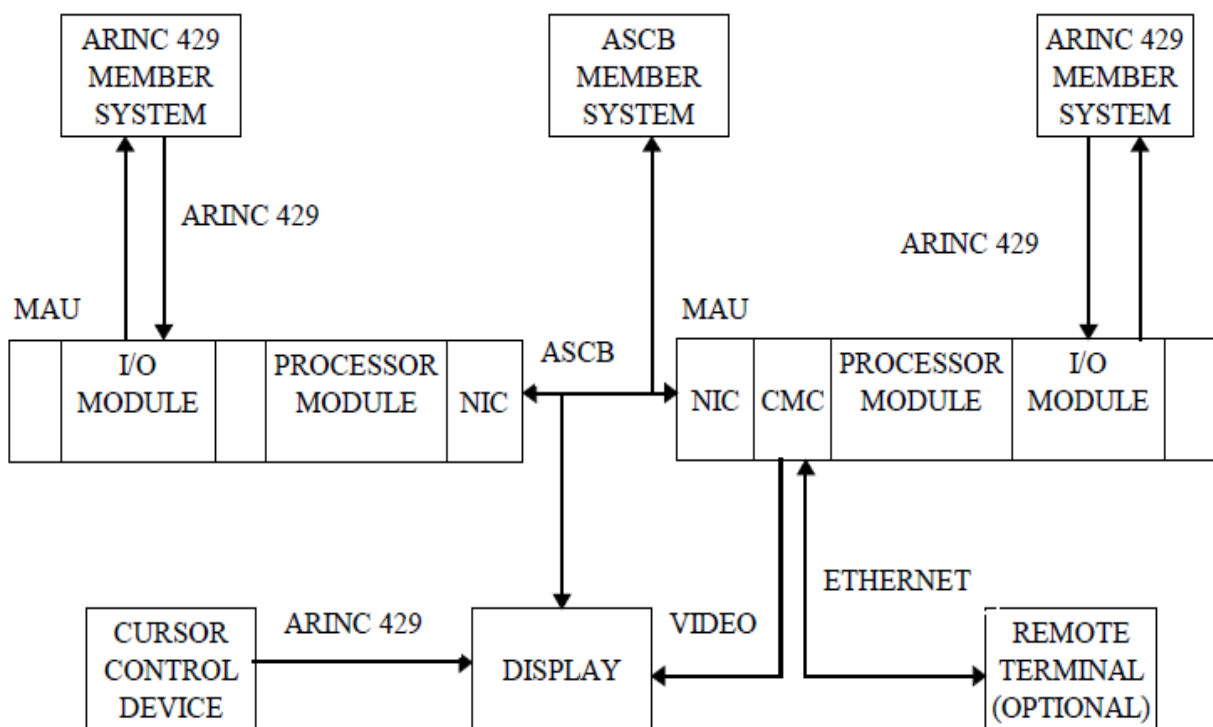 ARINC 429
MEMBER
SYSTEM
ASCB
MEMBER
SYSTEM
ARINC 429
MEMBER
SYSTEM
ARINC 429
ARINC 429
MAU
MAU
I/O
MODULE
PROCESSOR
MODULE
NIC
ASCB
NIC
CMC
PROCESSOR
MODULE
I/O
MODULE
ETHERNET
VIDEO
ARINC 429
CURSOR
CONTROL
DEVICE
DISPLAY
REMOTE
TERMINAL
(OPTIONAL)